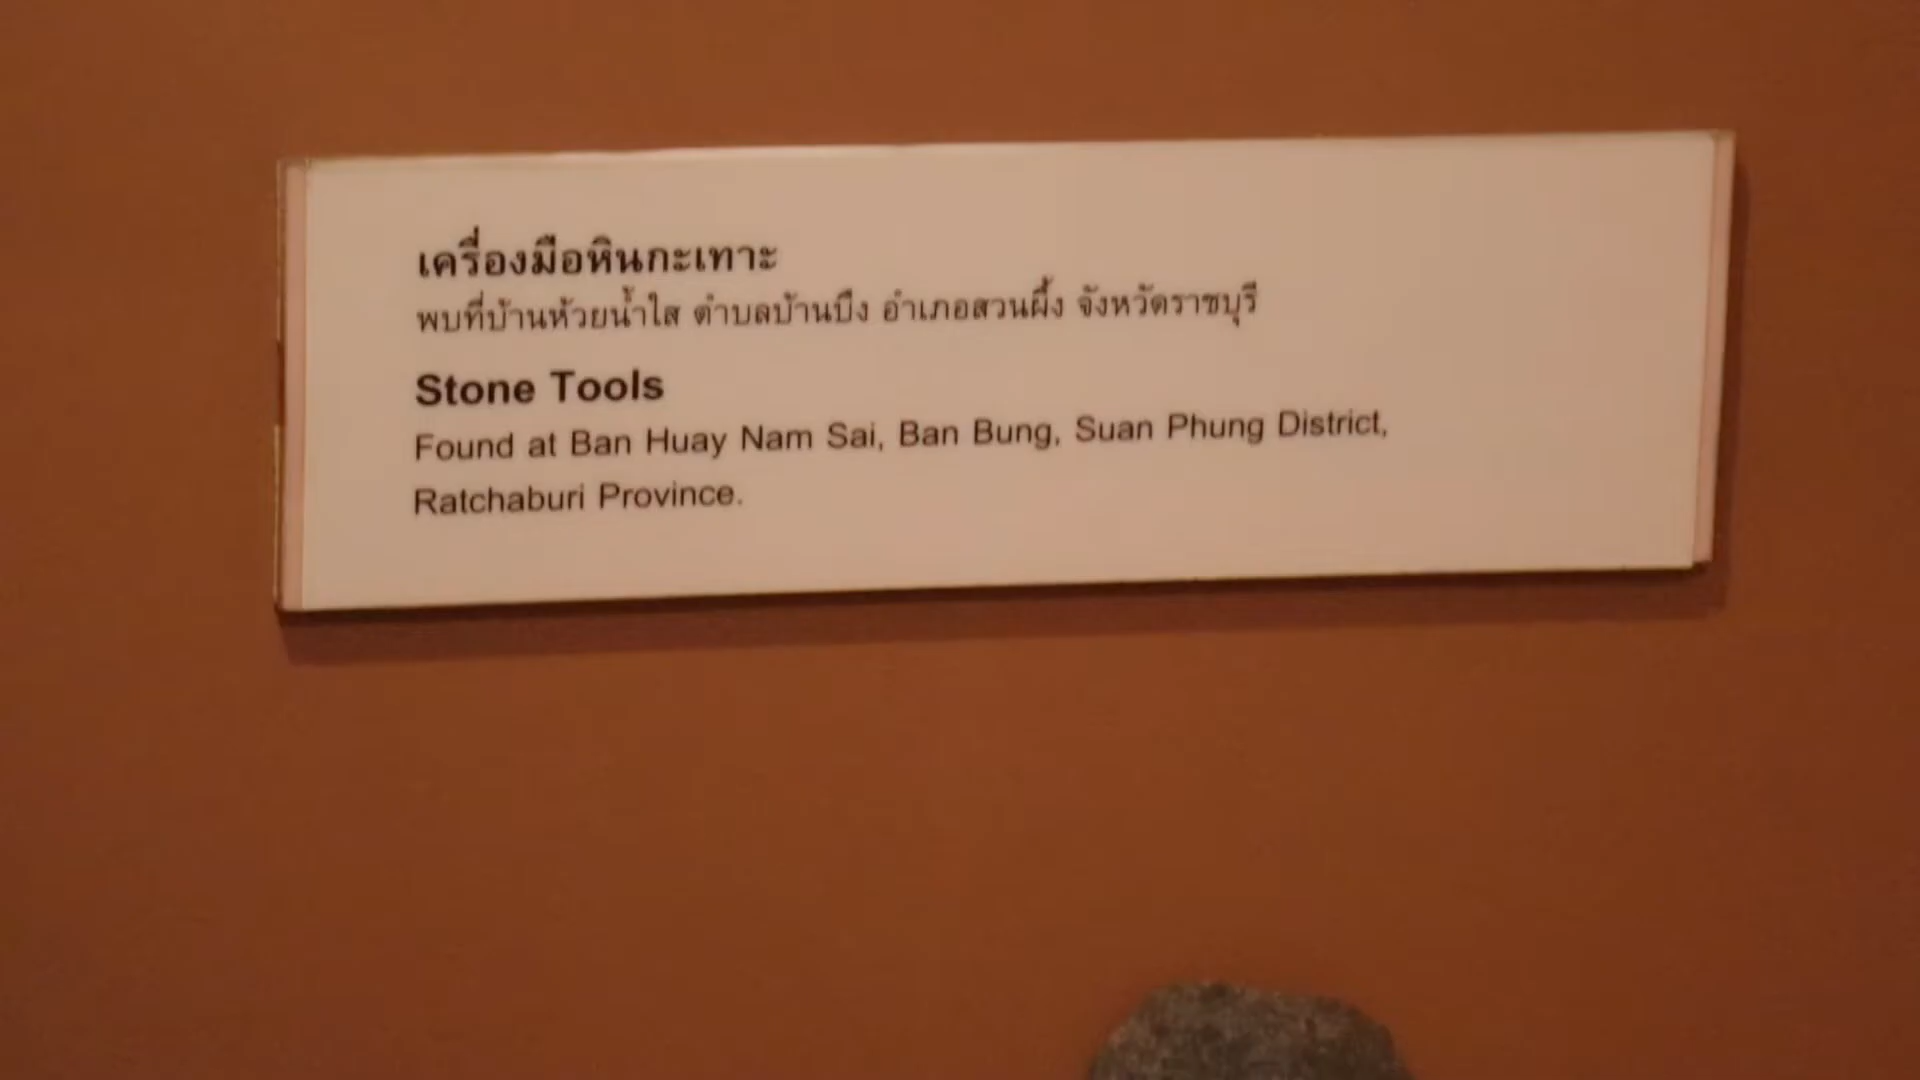 เครื่องมือหินกะเทาะ
พบที่บ้านห้วยน้ำใส ตำบลบ้านบึง อำเภอสวนผึ้ง จังหวัดราชบุรี
Stone Tools
Found at Ban Huay Nam Sai, Ban Bung, Suan Phung District,
Ratchaburi Province.